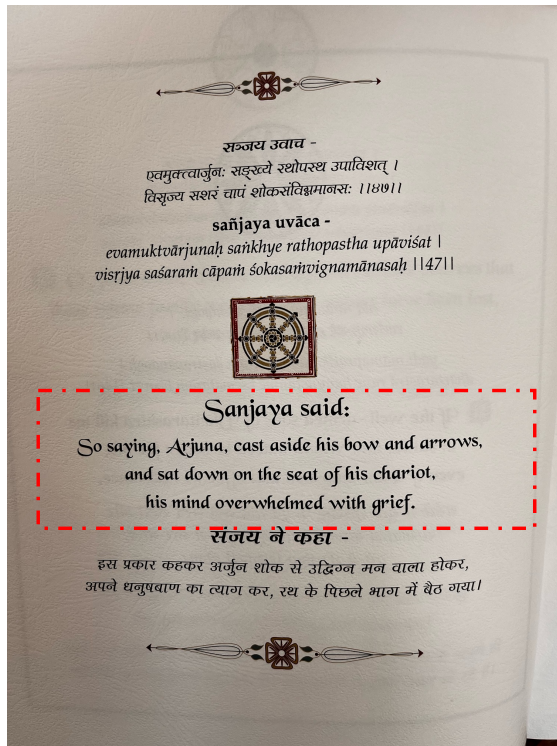 सञ्जय उवाच -
एवमुक्त्वार्जुनः सङ्ख्ये रथोपस्थ उपाविशत् ।
विसृज्य सशरं चापं शोकसंविग्नमानसः ।।४७।।
sañjaya uvāca -
evamuktvārjunaḥ saṅkhye rathopastha upāviśat |
visrjya saśaraṁ cāpaṁ śokasaṁvignamānasaḥ ||47||
Sanjaya said:
So saying, Arjuna, cast aside his bow and arrows,
and sat down on the seat of his chariot,
his mind overwhelmed with grief.
संजय ने कहा -
इस प्रकार कहकर अर्जुन शोक से उद्विग्न मन वाला होकर,
अपने धनुषबाण का त्याग कर, रथ के पिछले भाग में बैठ गया।